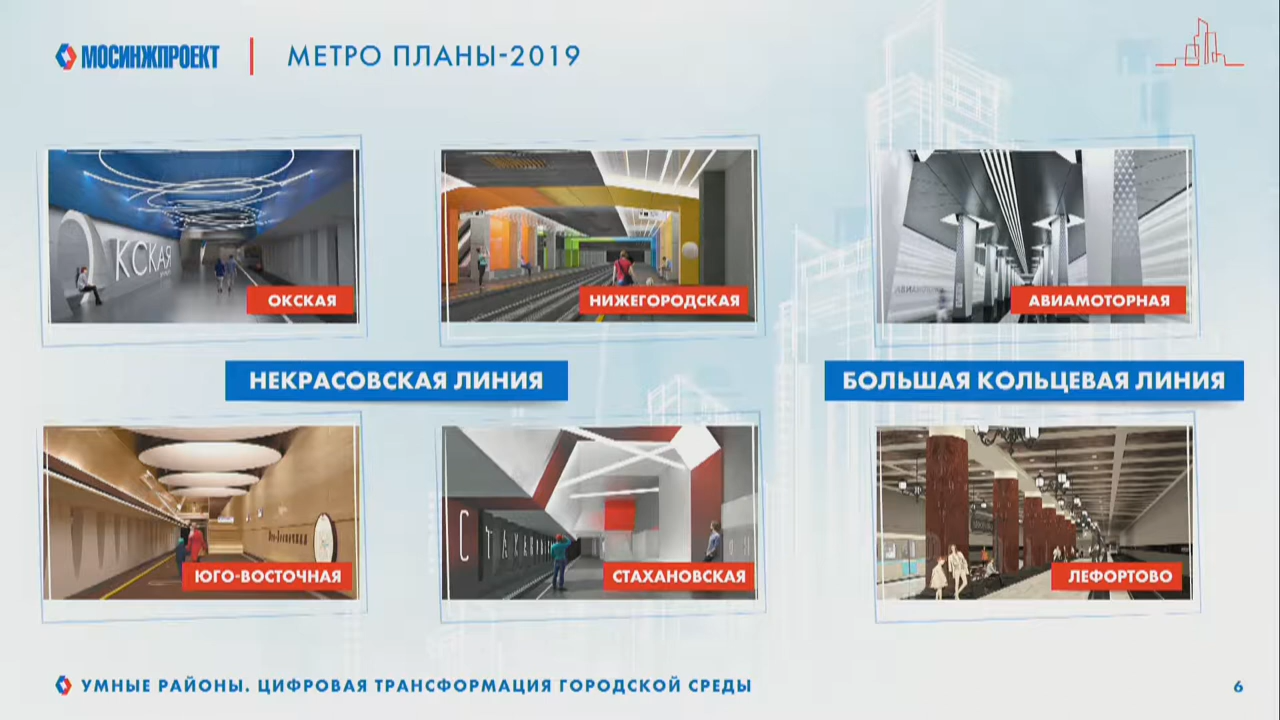 МОСИНЖПРОЕКТ
МЕТРО ПЛАНЫ-2019
КСКАЯ
ОКСКАЯ
НИЖЕГОРОДСКАЯ
АВИАМОТОРНАЯ
НЕКРАСОВСКАЯ ЛИНИЯ
БОЛЬШАЯ КОЛЬЦЕВАЯ ЛИНИЯ
ЮГО-ВОСТОЧНАЯ
СТАХАНОВСКАЯ
ЛЕФОРТОВО
УМНЫЕ РАЙОНЫ. ЦИФРОВАЯ ТРАНСФОРМАЦИЯ ГОРОДСКОЙ СРЕДЫ
6